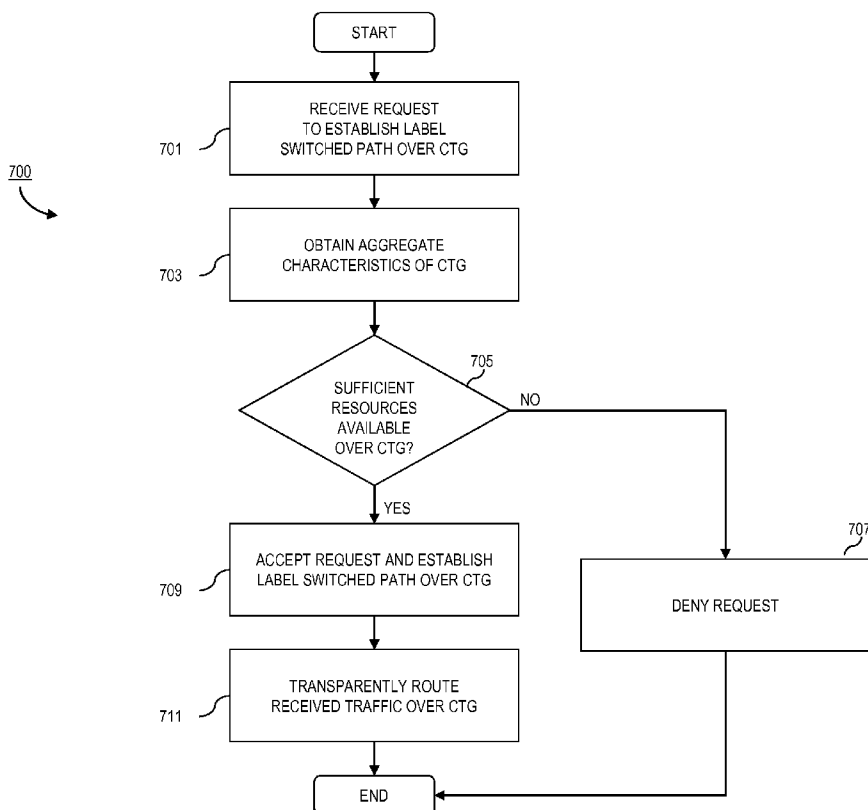 START
RECEIVE REQUEST
TO ESTABLISH LABEL
SWITCHED PATH OVER CTG
701
700
OBTAIN AGGREGATE
CHARACTERISTICS OF CTG
703
705
SUFFICIENT
RESOURCES
AVAILABLE
OVER CTG?
NO
YES
707
ACCEPT REQUEST AND ESTABLISH
LABEL SWITCHED PATH OVER CTG
709
DENY REQUEST
TRANSPARENTLY ROUTE
RECEIVED TRAFFIC OVER CTG
711
END